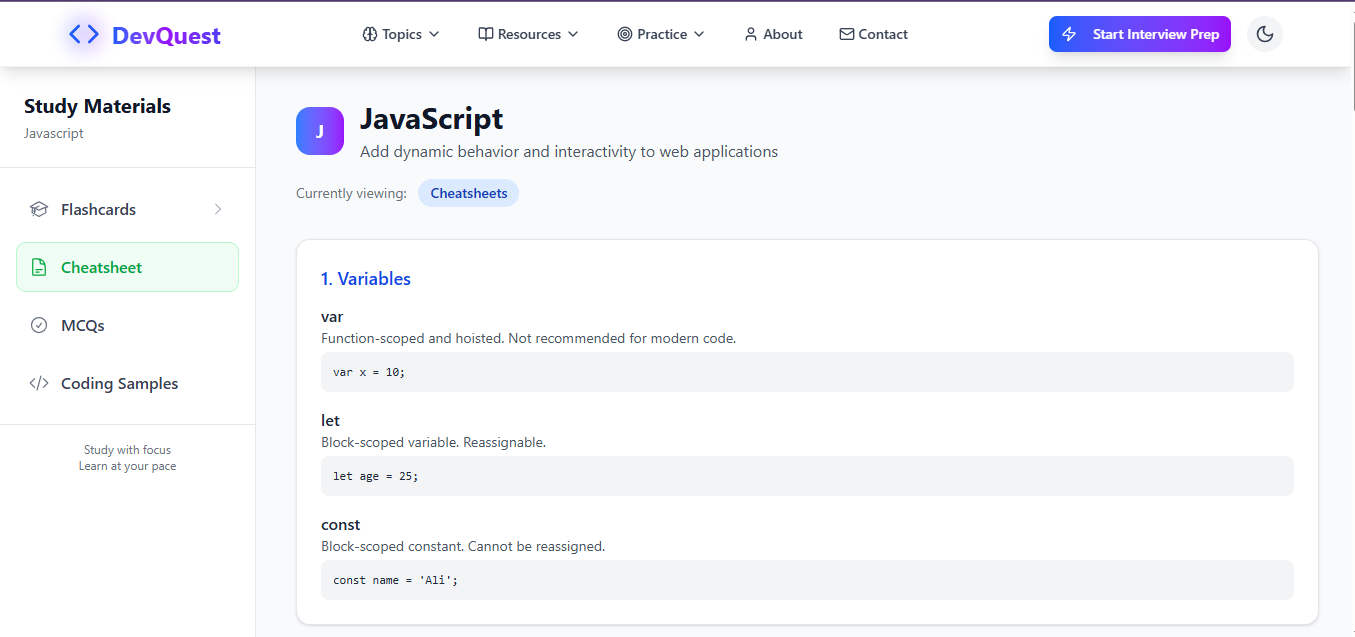 DevQuest
Topics
Resources
Practice
About
Contact
Start Interview Prep
Study Materials
Javascript
Flashcards
Cheatsheet
MCQs
Coding Samples
Study with focus
Learn at your pace
J
JavaScript
Add dynamic behavior and interactivity to web applications
Currently viewing: Cheatsheets
1. Variables
var
Function-scoped and hoisted. Not recommended for modern code.
var x = 10;
let
Block-scoped variable. Reassignable.
let age = 25;
const
Block-scoped constant. Cannot be reassigned.
const name = 'Ali';